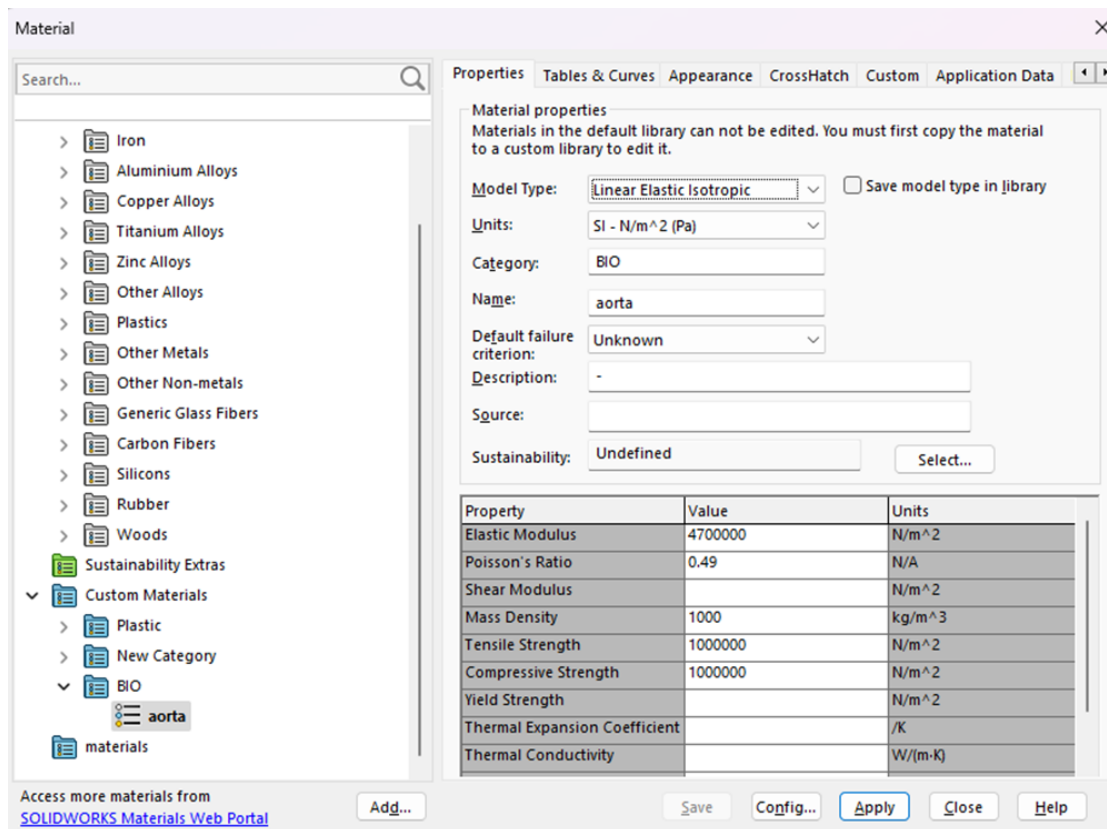 Material
Search...
Iron
Aluminium Alloys
Copper Alloys
Titanium Alloys
Zinc Alloys
Other Alloys
Plastics
Other Metals
Other Non-metals
Generic Glass Fibers
Carbon Fibers
Silicons
Rubber
Woods
Sustainability Extras
Custom Materials
Plastic
New Category
BIO
aorta
materials
Access more materials from
SOLIDWORKS Materials Web Portal
Add...
Properties Tables & Curves Appearance CrossHatch Custom Application Data
Material properties
Materials in the default library can not be edited. You must first copy the material
to a custom library to edit it.
Model Type: Linear Elastic Isotropic Save model type in library
Units: SI - N/m^2 (Pa)
Category: BIO
Name: aorta
Default failure
criterion: Unknown
Description: -
Source:
Sustainability: Undefined Select...
Property Value Units
Elastic Modulus 4700000 N/m^2
Poisson's Ratio 0.49 N/A
Shear Modulus N/m^2
Mass Density 1000 kg/m^3
Tensile Strength 1000000 N/m^2
Compressive Strength 1000000 N/m^2
Yield Strength N/m^2
Thermal Expansion Coefficient /K
Thermal Conductivity W/(m·K)
Save Config... Apply Close Help